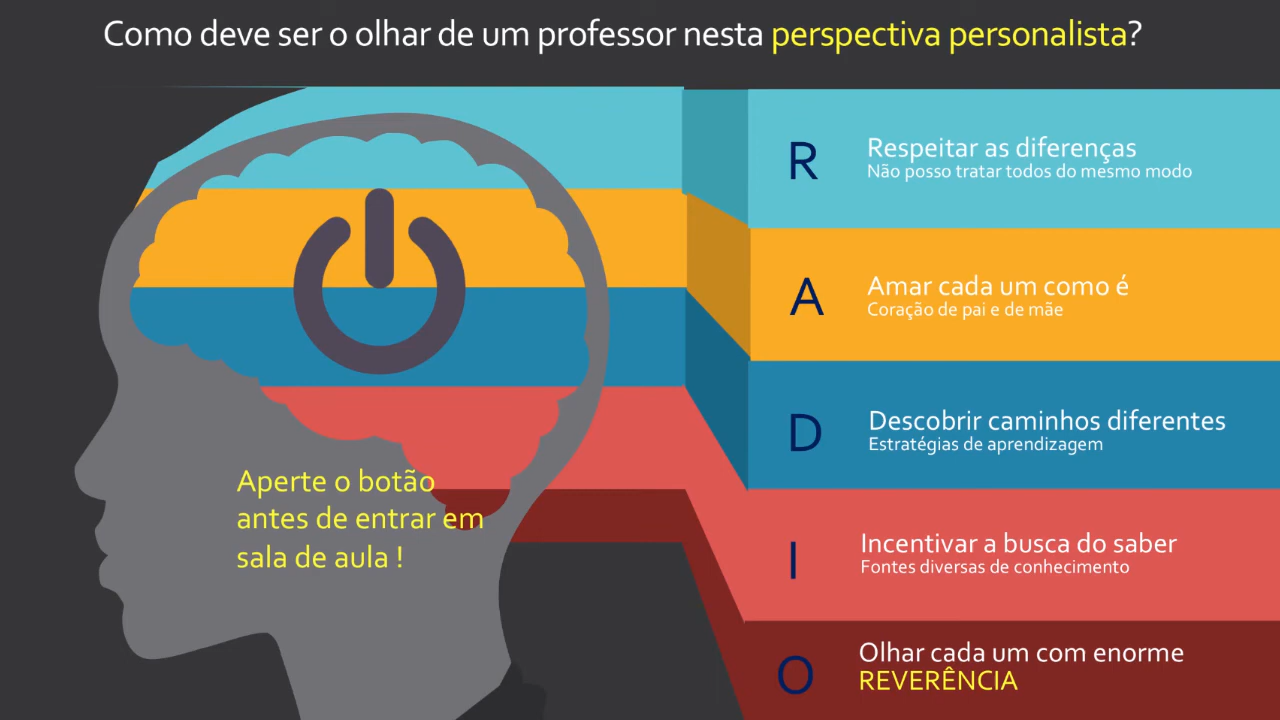 Como deve ser o olhar de um professor nesta perspectiva personalista?
R
Respeitar as diferenças
Não posso tratar todos do mesmo modo
A
Amar cada um como é
Coração de pai e de mãe
D
Descobrir caminhos diferentes
Estratégias de aprendizagem
I
Incentivar a busca do saber
Fontes diversas de conhecimento
O
Olhar cada um com enorme
REVERÊNCIA
Aperte o botão
antes de entrar em
sala de aula !